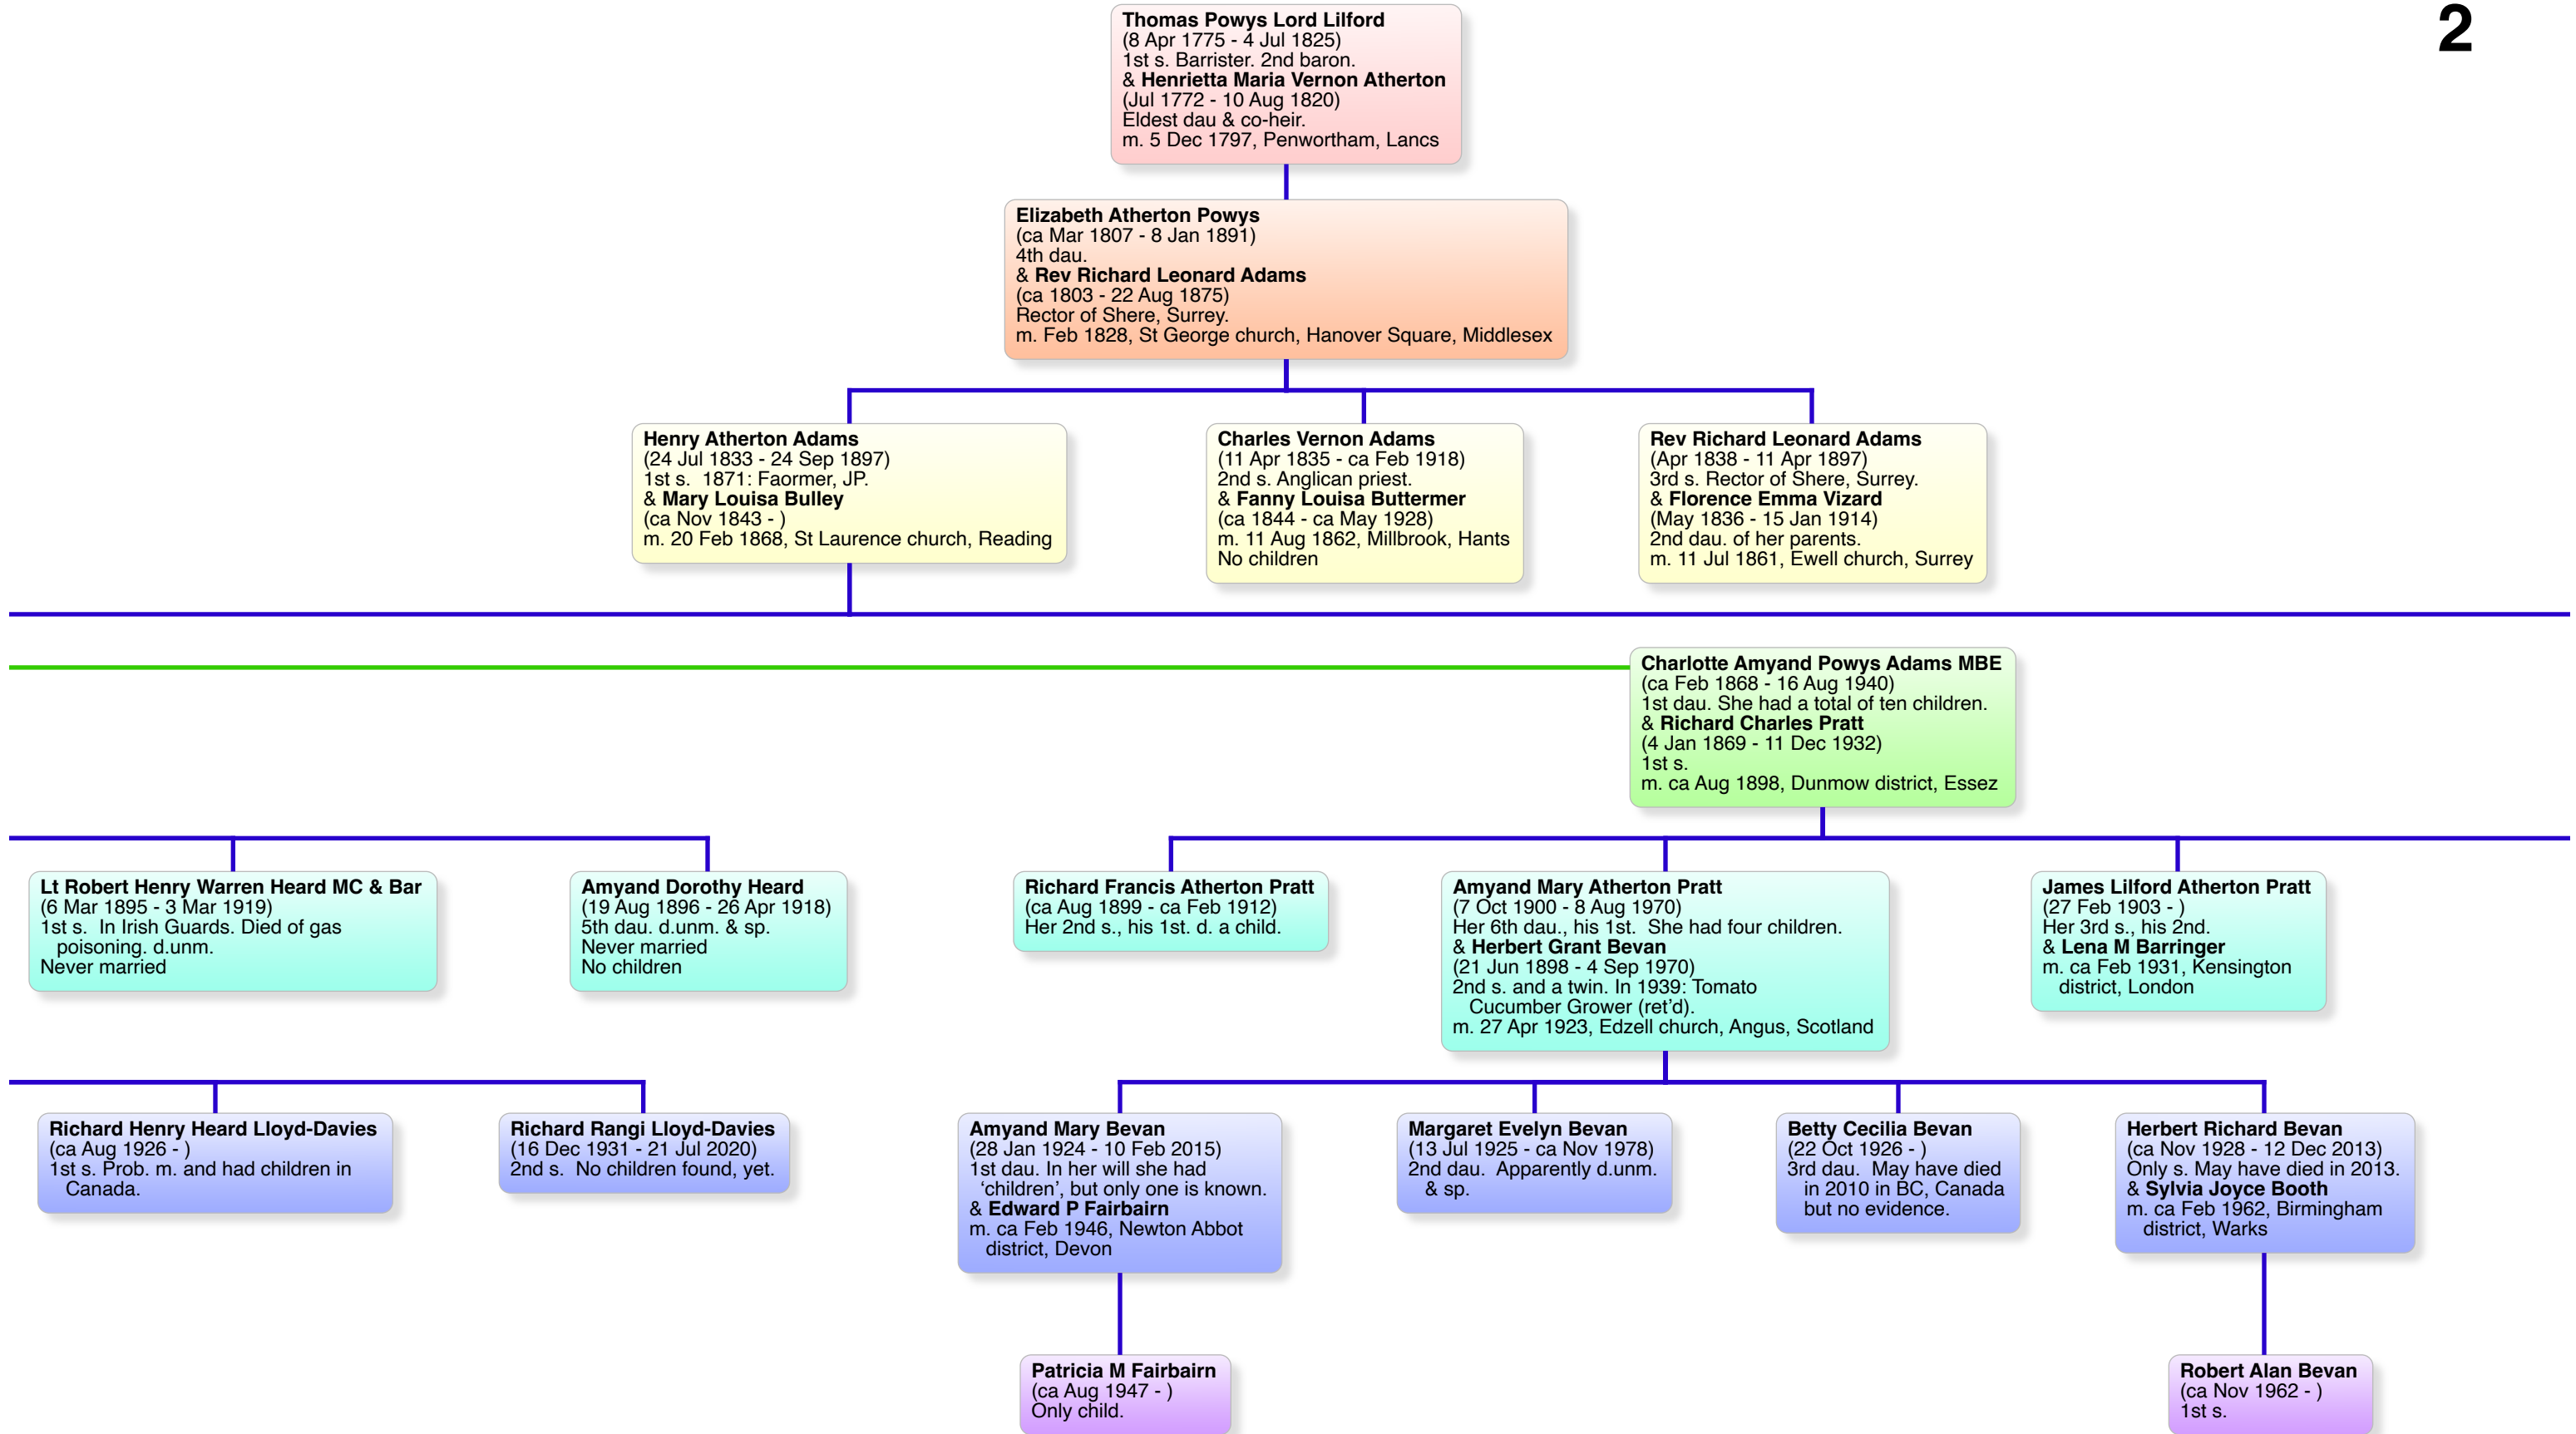 2
Thomas Powys Lord Lilford
(8 Apr 1775 - 4 Jul 1825)
1st s. Barrister. 2nd baron.
& Henrietta Maria Vernon Atherton
(Jul 1772 - 10 Aug 1820)
Eldest dau & co-heir.
m. 5 Dec 1797, Penwortham, Lancs
Elizabeth Atherton Powys
(ca Mar 1807 - 8 Jan 1891)
4th dau.
& Rev Richard Leonard Adams
(ca 1803 - 22 Aug 1875)
Rector of Shere, Surrey.
m. Feb 1828, St George church, Hanover Square, Middlesex
Henry Atherton Adams
(24 Jul 1833 - 24 Sep 1897)
1st s.  1871: Faormer, JP.
& Mary Louisa Bulley
(ca Nov 1843 - )
m. 20 Feb 1868, St Laurence church, Reading
Charles Vernon Adams
(11 Apr 1835 - ca Feb 1918)
2nd s. Anglican priest.
& Fanny Louisa Buttermer
(ca 1844 - ca May 1928)
m. 11 Aug 1862, Millbrook, Hants
No children
Rev Richard Leonard Adams
(Apr 1838 - 11 Apr 1897)
3rd s. Rector of Shere, Surrey.
& Florence Emma Vizard
(May 1836 - 15 Jan 1914)
2nd dau. of her parents.
m. 11 Jul 1861, Ewell church, Surrey
Charlotte Amyand Powys Adams MBE
(ca Feb 1868 - 16 Aug 1940)
1st dau. She had a total of ten children.
& Richard Charles Pratt
(4 Jan 1869 - 11 Dec 1932)
1st s.
m. ca Aug 1898, Dunmow district, Essez
Lt Robert Henry Warren Heard MC & Bar
(6 Mar 1895 - 3 Mar 1919)
1st s.  In Irish Guards. Died of gas
poisoning. d.unm.
Never married
Amyand Dorothy Heard
(19 Aug 1896 - 26 Apr 1918)
5th dau. d.unm. & sp.
Never married
No children
Richard Francis Atherton Pratt
(ca Aug 1899 - ca Feb 1912)
Her 2nd s., his 1st. d. a child.
Amyand Mary Atherton Pratt
(7 Oct 1900 - 8 Aug 1970)
Her 6th dau., his 1st.  She had four children.
& Herbert Grant Bevan
(21 Jun 1898 - 4 Sep 1970)
2nd s. and a twin. In 1939: Tomato
Cucumber Grower (ret’d).
m. 27 Apr 1923, Edzell church, Angus, Scotland
James Lilford Atherton Pratt
(27 Feb 1903 - )
Her 3rd s., his 2nd.
& Lena M Barringer
m. ca Feb 1931, Kensington
district, London
Richard Henry Heard Lloyd-Davies
(ca Aug 1926 - )
1st s. Prob. m. and had children in
Canada.
Richard Rangi Lloyd-Davies
(16 Dec 1931 - 21 Jul 2020)
2nd s.  No children found, yet.
Amyand Mary Bevan
(28 Jan 1924 - 10 Feb 2015)
1st dau. In her will she had
‘children’, but only one is known.
& Edward P Fairbairn
m. ca Feb 1946, Newton Abbot
district, Devon
Margaret Evelyn Bevan
(13 Jul 1925 - ca Nov 1978)
2nd dau.  Apparently d.unm.
& sp.
Betty Cecilia Bevan
(22 Oct 1926 - )
3rd dau.  May have died
in 2010 in BC, Canada
but no evidence.
Herbert Richard Bevan
(ca Nov 1928 - 12 Dec 2013)
Only s. May have died in 2013.
& Sylvia Joyce Booth
m. ca Feb 1962, Birmingham
district, Warks
Patricia M Fairbairn
(ca Aug 1947 - )
Only child.
Robert Alan Bevan
(ca Nov 1962 - )
1st s.